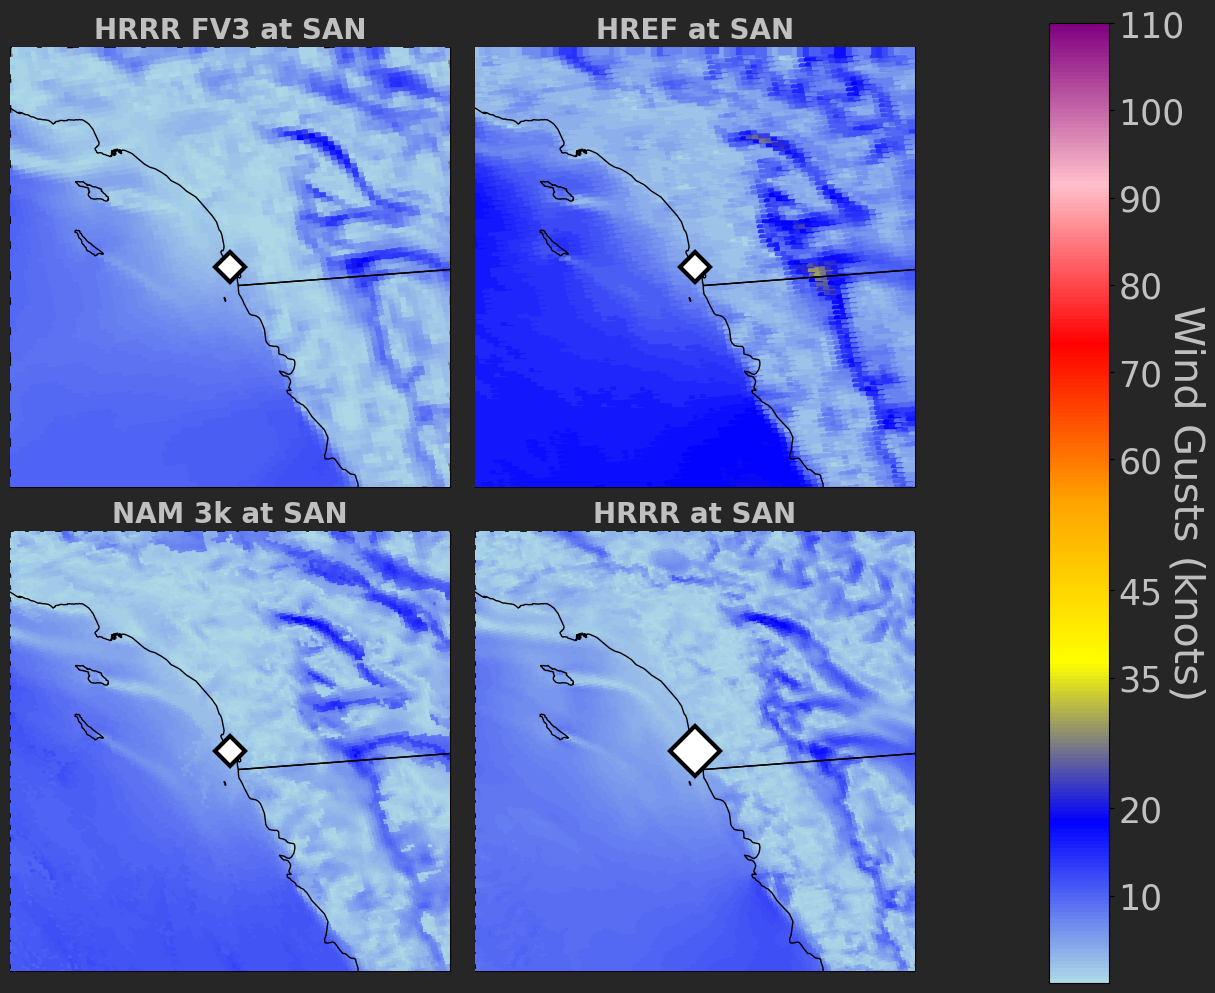 HRRR FV3 at SAN
HREF at SAN
NAM 3k at SAN
HRRR at SAN
110
100
90
80
70
60
45
35
20
10
Wind Gusts (knots)